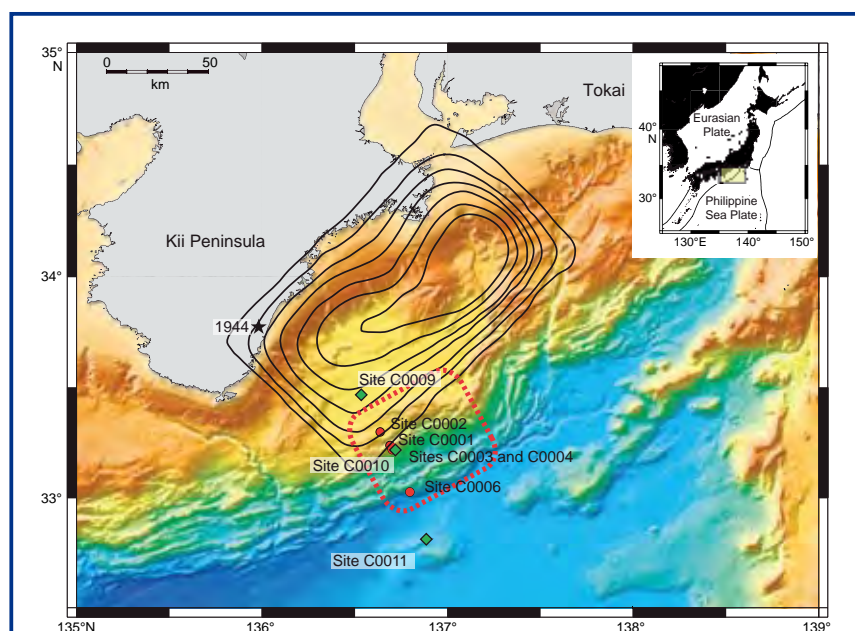 35°
N
0 50
km
Tokai
Eurasian
Plate
40°
N
30°
Philippine
Sea Plate
130°E 140° 150°
Kii Peninsula
34°
1944
Site C0009
Site C0002
Site C0001
Site C0010
Sites C0003 and C0004
33°
Site C0006
Site C0011
135°N 136° 137° 138° 139°